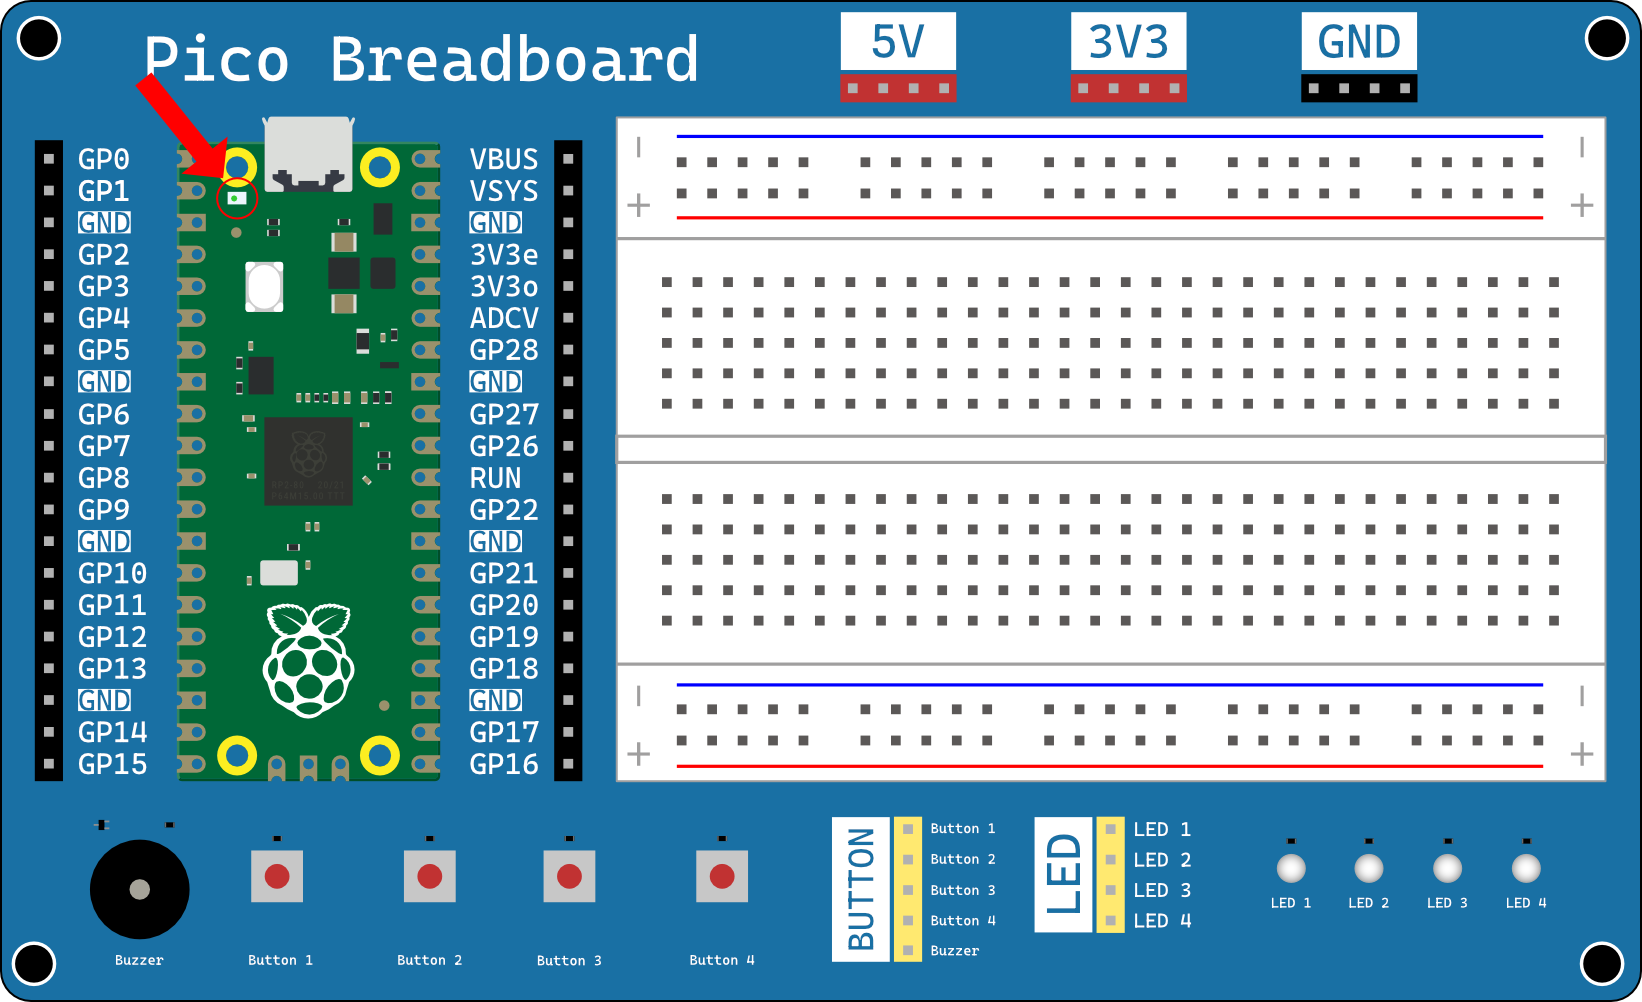 Pico Breadboard
5V
3V3
GND
GP0
GP1
GND
GP2
GP3
GP4
GP5
GND
GP6
GP7
GP8
GP9
GND
GP10
GP11
GP12
GP13
GND
GP14
GP15
VBUS
VSYS
GND
3V3e
3V3o
ADCV
GP28
GND
GP27
GP26
RUN
GP22
GND
GP21
GP20
GP19
GP18
GND
GP17
GP16
Buzzer
Button 1
Button 2
Button 3
Button 4
BUTTON
Button 1
Button 2
Button 3
Button 4
Buzzer
LED
LED 1
LED 2
LED 3
LED 4
LED 1
LED 2
LED 3
LED 4